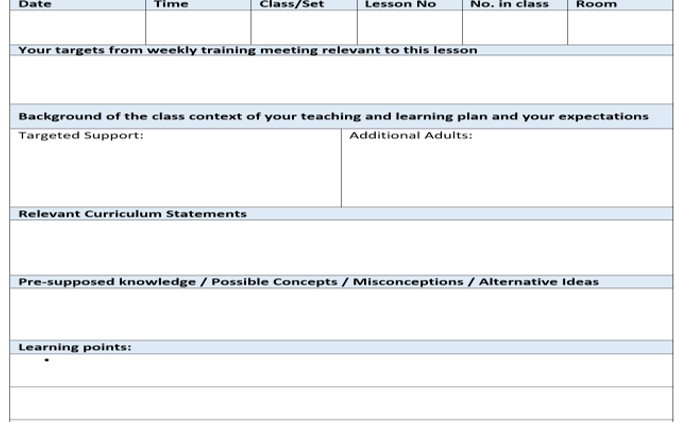 Date Time Class/Set Lesson No No. in class Room
Your targets from weekly training meeting relevant to this lesson
Background of the class context of your teaching and learning plan and your expectations
Targeted Support: Additional Adults:
Relevant Curriculum Statements
Pre-supposed knowledge / Possible Concepts / Misconceptions / Alternative Ideas
Learning points:
•